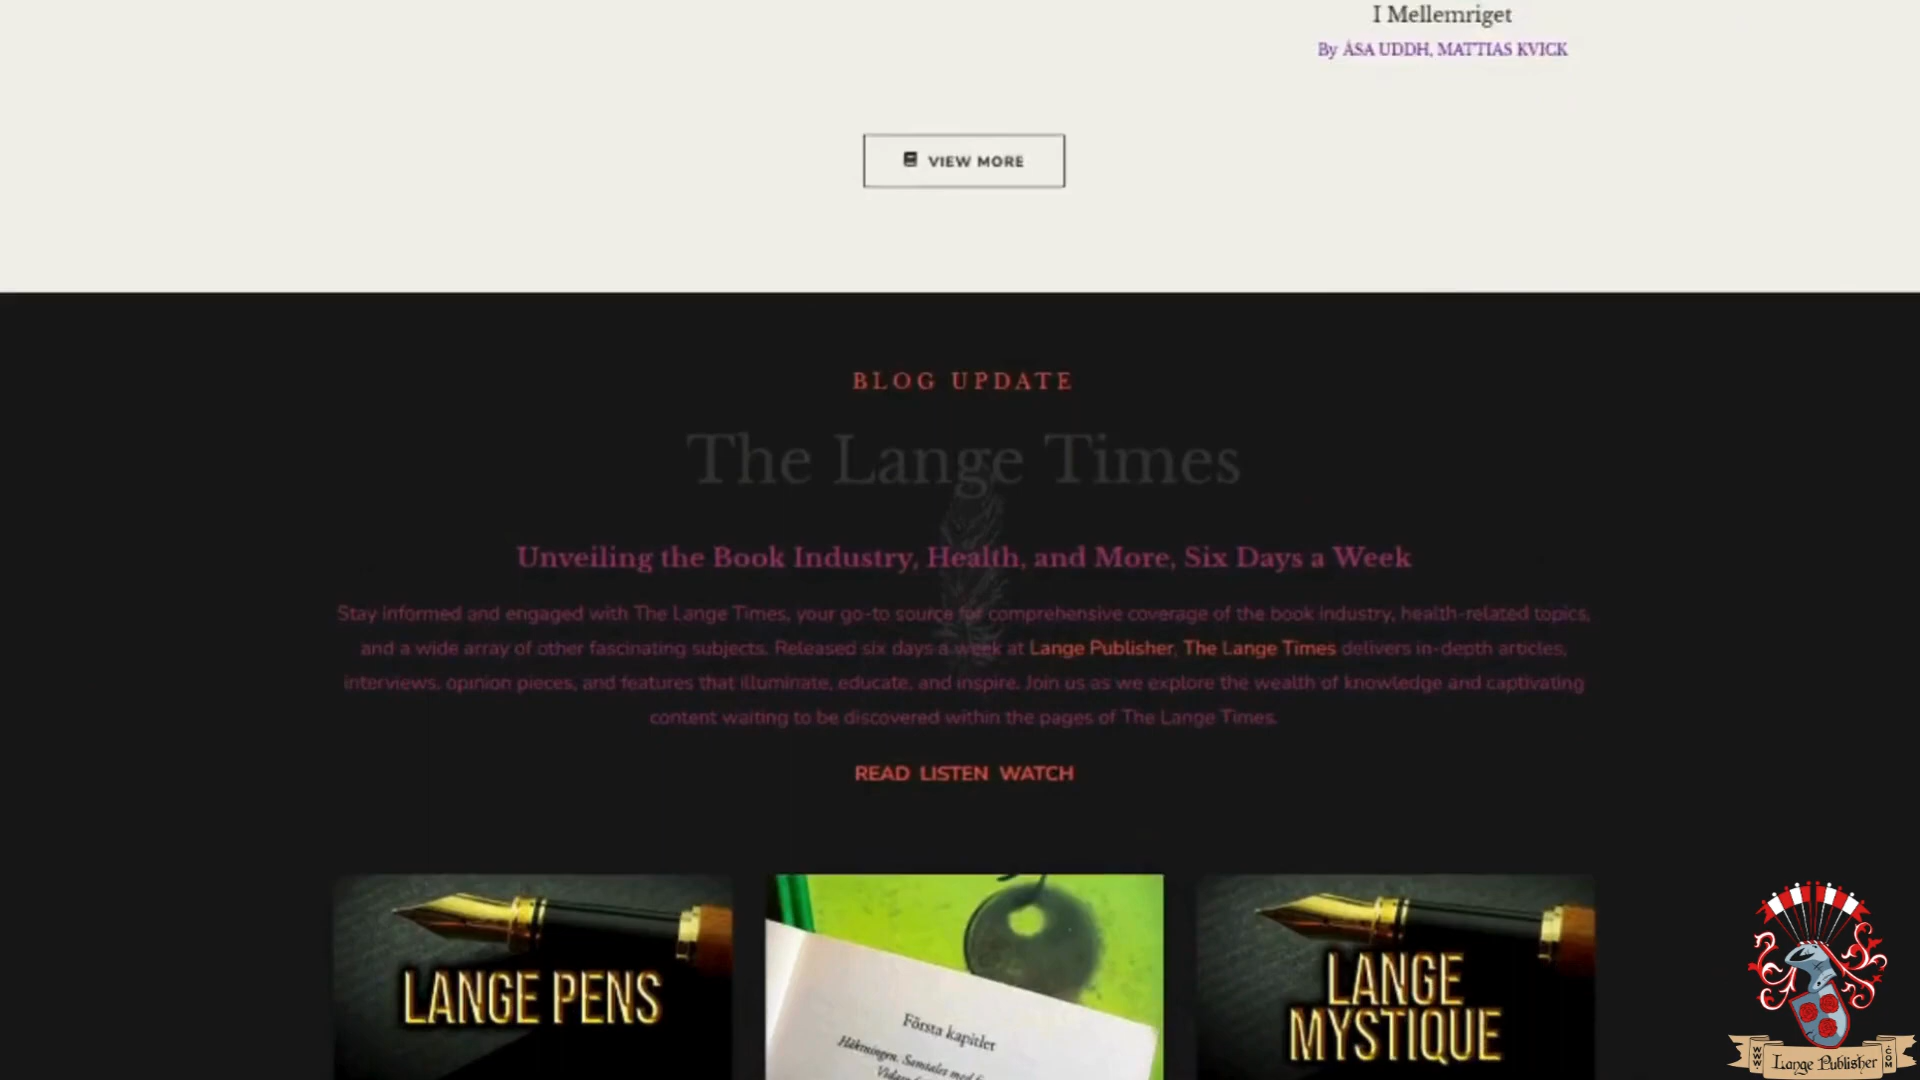 I Mellemriget
By ÅSA UDDH, MATTIAS KVICK
VIEW MORE
BLOG UPDATE
The Lange Times
Unveiling the Book Industry, Health, and More, Six Days a Week
Stay informed and engaged with The Lange Times, your go-to source for comprehensive coverage of the book industry, health-related topics,
and a wide array of other fascinating subjects. Released six days a week at Lange Publisher, The Lange Times delivers in-depth articles,
interviews, opinion pieces, and features that illuminate, educate, and inspire. Join us as we explore the wealth of knowledge and captivating
content waiting to be discovered within the pages of The Lange Times.
READ LISTEN WATCH
LANGE PENS
Första kapitlet
Häktningen. Samtales med
LANGE
MYSTIQUE
WWW.
Lange Publisher
.COM